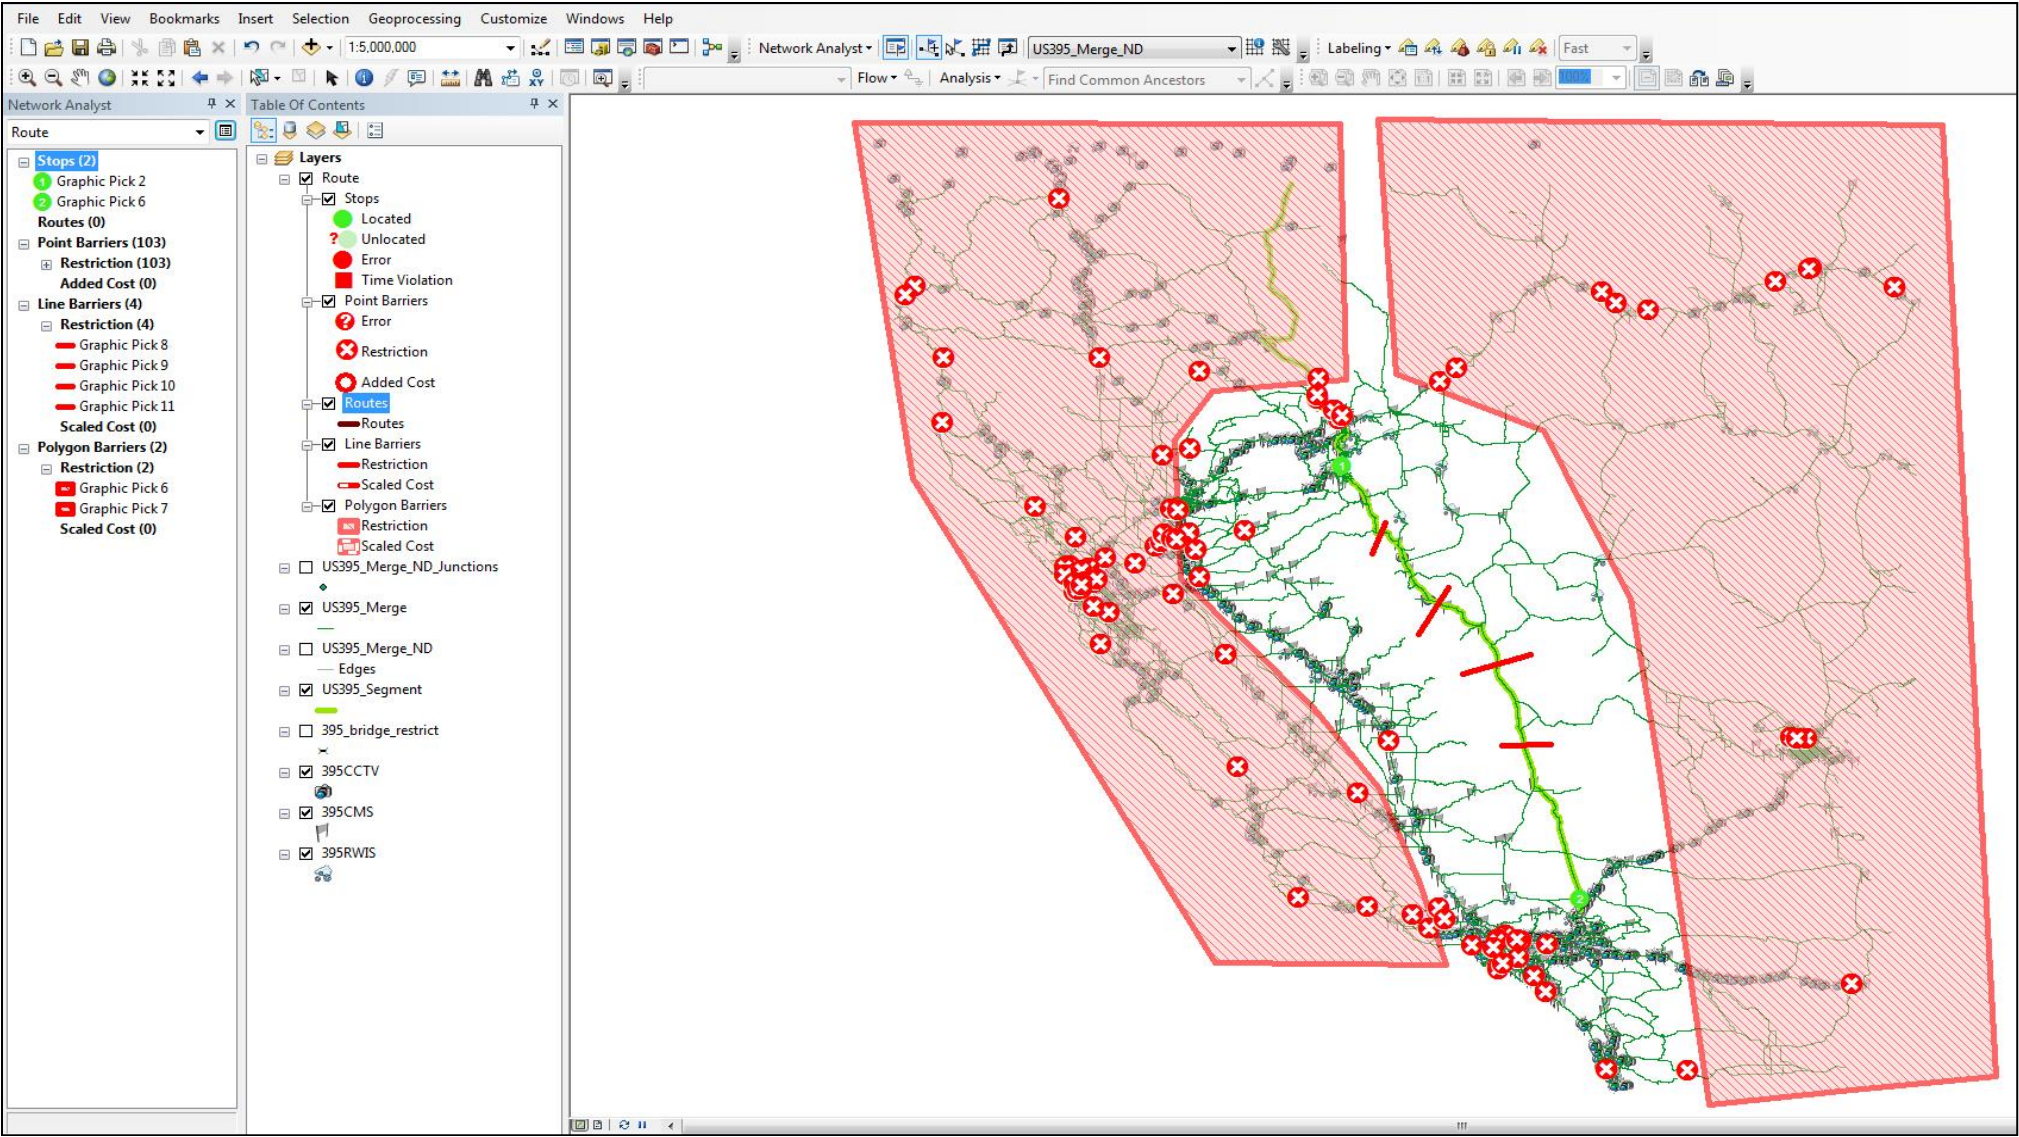 File Edit View Bookmarks Insert Selection Geoprocessing Customize Windows Help
1:5,000,000 Network Analyst US395_Merge_ND Labeling Fast
Flow Analysis Find Common Ancestors 100%
Network Analyst
Route
Stops (2)
1 Graphic Pick 2
2 Graphic Pick 6
Routes (0)
Point Barriers (103)
Restriction (103)
Added Cost (0)
Line Barriers (4)
Restriction (4)
Graphic Pick 8
Graphic Pick 9
Graphic Pick 10
Graphic Pick 11
Scaled Cost (0)
Polygon Barriers (2)
Restriction (2)
Graphic Pick 6
Graphic Pick 7
Scaled Cost (0)
Table Of Contents
Layers
Route
Stops
Located
? Unlocated
Error
Time Violation
Point Barriers
? Error
Restriction
Added Cost
Routes
Routes
Line Barriers
Restriction
Scaled Cost
Polygon Barriers
Restriction
Scaled Cost
US395_Merge_ND_Junctions
US395_Merge
US395_Merge_ND
Edges
US395_Segment
395_bridge_restrict
395CCTV
395CMS
395RWIS
1
2